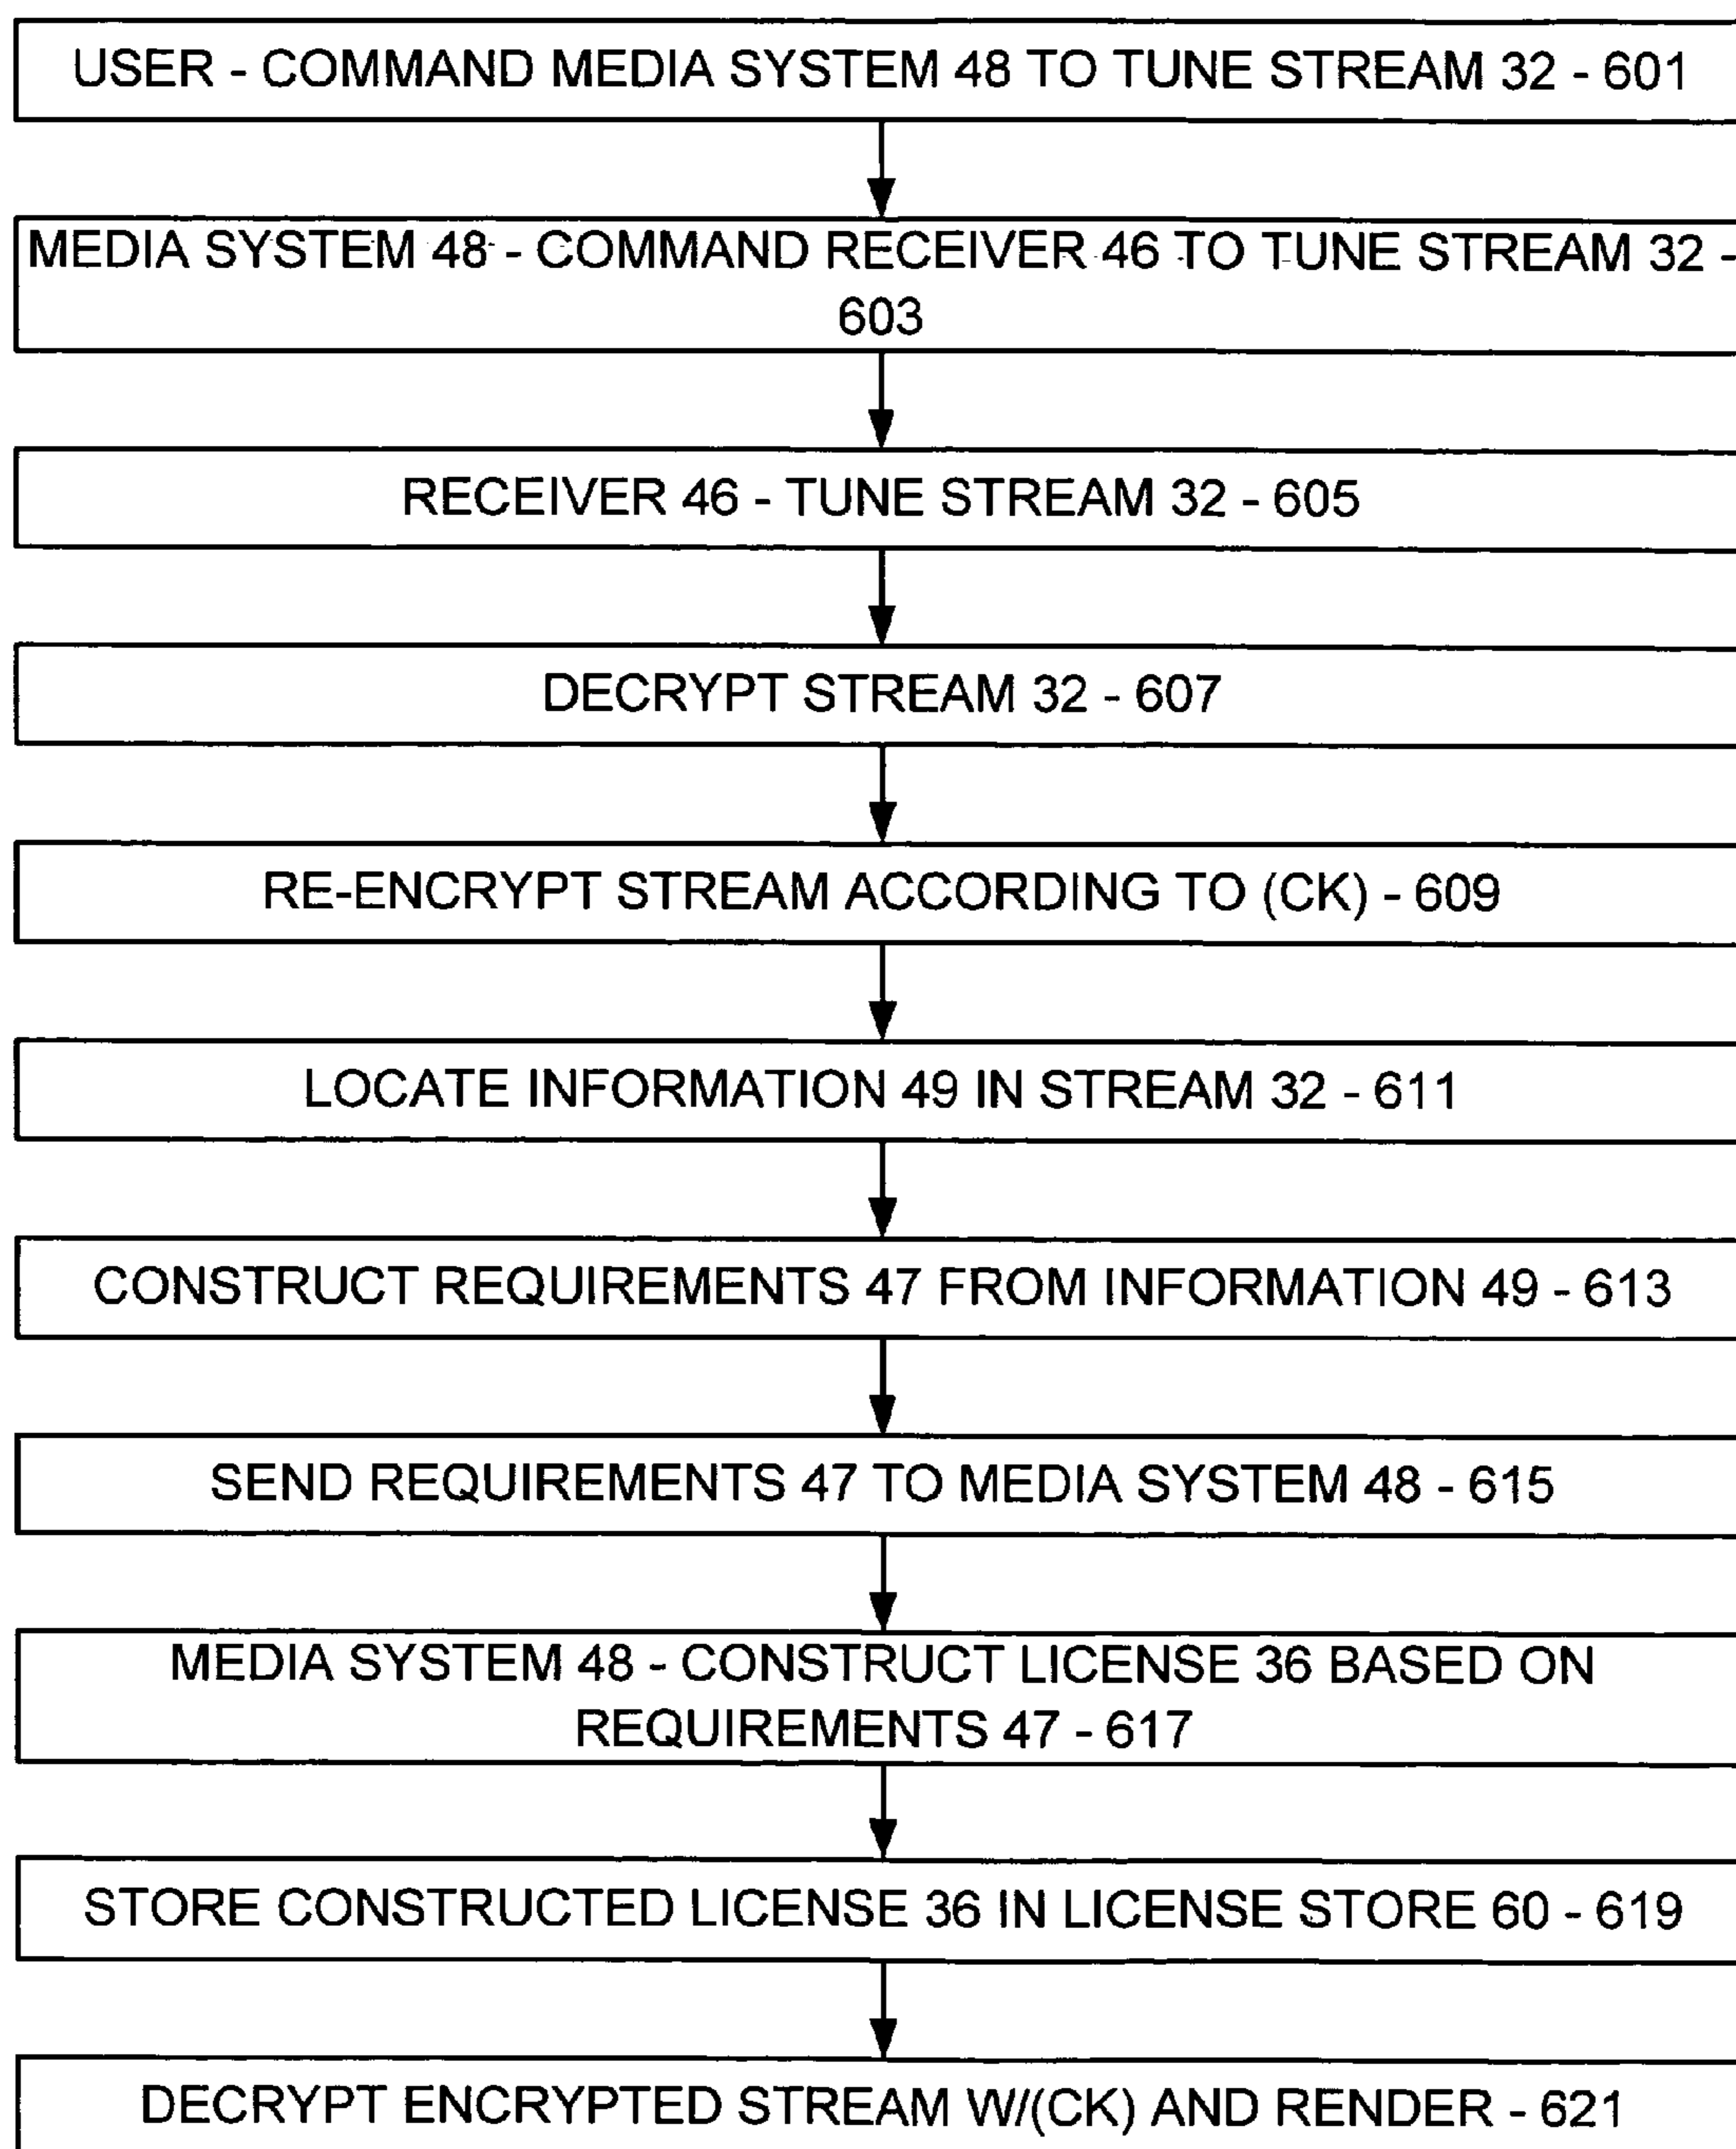 USER - COMMAND MEDIA SYSTEM 48 TO TUNE STREAM 32 - 601
MEDIA SYSTEM 48 - COMMAND RECEIVER 46 TO TUNE STREAM 32 -
603
RECEIVER 46 - TUNE STREAM 32 - 605
DECRYPT STREAM 32 - 607
RE-ENCRYPT STREAM ACCORDING TO (CK) - 609
LOCATE INFORMATION 49 IN STREAM 32 - 611
CONSTRUCT REQUIREMENTS 47 FROM INFORMATION 49 - 613
SEND REQUIREMENTS 47 TO MEDIA SYSTEM 48 - 615
MEDIA SYSTEM 48 - CONSTRUCT LICENSE 36 BASED ON
REQUIREMENTS 47 - 617
STORE CONSTRUCTED LICENSE 36 IN LICENSE STORE 60 - 619
DECRYPT ENCRYPTED STREAM W/(CK) AND RENDER - 621